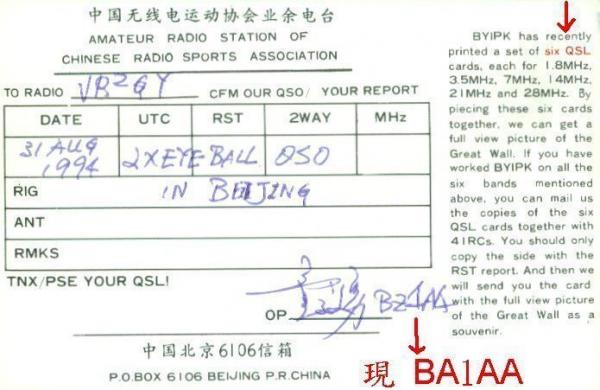 中国无线电运动协会业余电台
AMATEUR RADIO STATION OF
CHINESE RADIO SPORTS ASSOCIATION
TO RADIO VR2GY CFM OUR QSO/ YOUR REPORT
DATE UTC RST 2WAY MHz
31 AUG
1994 2XEYE-BALL QSO
RIG IN BEIJING
ANT
RMKS
TNX/PSE YOUR QSL!
OP BZ1AA
中国北京6106信箱
P.O.BOX 6106 BEIJING P.R.CHINA
BYIPK has recently
printed a set of six QSL
cards, each for 1.8MHz,
3.5MHz, 7MHz, 14MHz,
21MHz and 28MHz. By
piecing these six cards
together, we can get a
full view picture of the
Great Wall. If you have
worked BYIPK on all the
six bands mentioned
above, you can mail us
the copies of the six
QSL cards together with
4IRCs. You should only
copy the side with the
RST report. And then we
will send you the card
with the full view picture
of the Great Wall as a
souvenir.
現 BA1AA